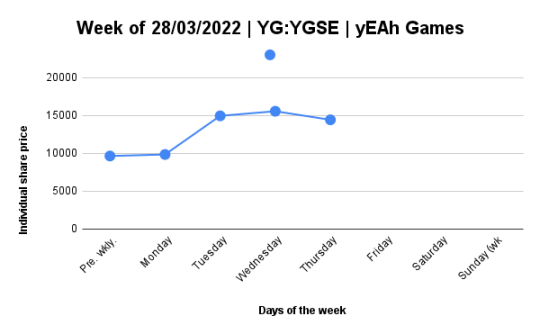 Week of 28/03/2022 | YG:YGSE | yEAh Games
20000
15000
10000
5000
0
Individual share price
Pre. wkly.
Monday
Tuesday
Wednesday
Thursday
Friday
Saturday
Sunday (wk
Days of the week